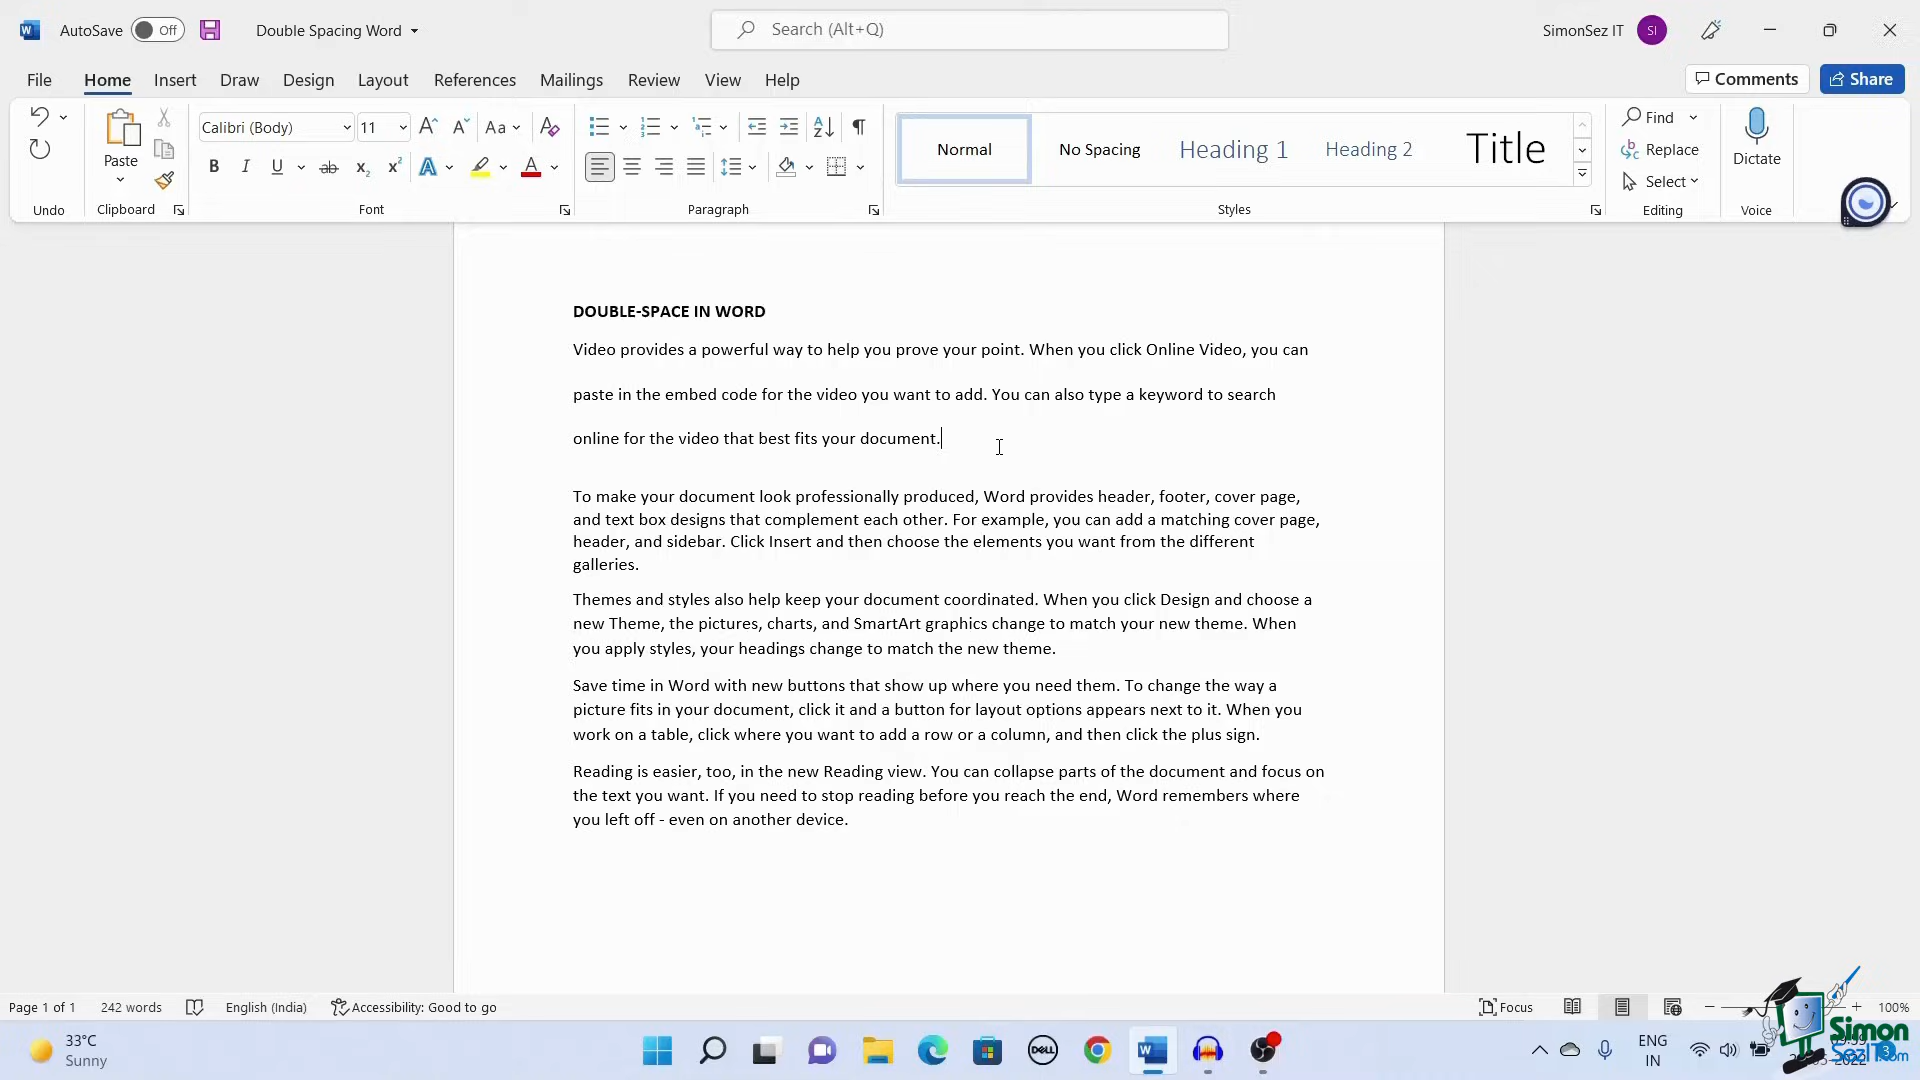 AutoSave Off Double Spacing Word Search (Alt+Q) SimonSez IT SI
File Home Insert Draw Design Layout References Mailings Review View Help Comments Share
Calibri (Body) 11 Aa
Paste
B I U ab x₂ x² A A
Normal No Spacing Heading 1 Heading 2 Title
Find
Replace
Select
Dictate
Undo Clipboard Font Paragraph Styles Editing Voice
DOUBLE-SPACE IN WORD
Video provides a powerful way to help you prove your point. When you click Online Video, you can
paste in the embed code for the video you want to add. You can also type a keyword to search
online for the video that best fits your document.
To make your document look professionally produced, Word provides header, footer, cover page,
and text box designs that complement each other. For example, you can add a matching cover page,
header, and sidebar. Click Insert and then choose the elements you want from the different
galleries.
Themes and styles also help keep your document coordinated. When you click Design and choose a
new Theme, the pictures, charts, and SmartArt graphics change to match your new theme. When
you apply styles, your headings change to match the new theme.
Save time in Word with new buttons that show up where you need them. To change the way a
picture fits in your document, click it and a button for layout options appears next to it. When you
work on a table, click where you want to add a row or a column, and then click the plus sign.
Reading is easier, too, in the new Reading view. You can collapse parts of the document and focus on
the text you want. If you need to stop reading before you reach the end, Word remembers where
you left off - even on another device.
Page 1 of 1 242 words English (India) Accessibility: Good to go Focus 100%
33°C
Sunny
DELL
ENG
IN
Simon
SezIT.com
3